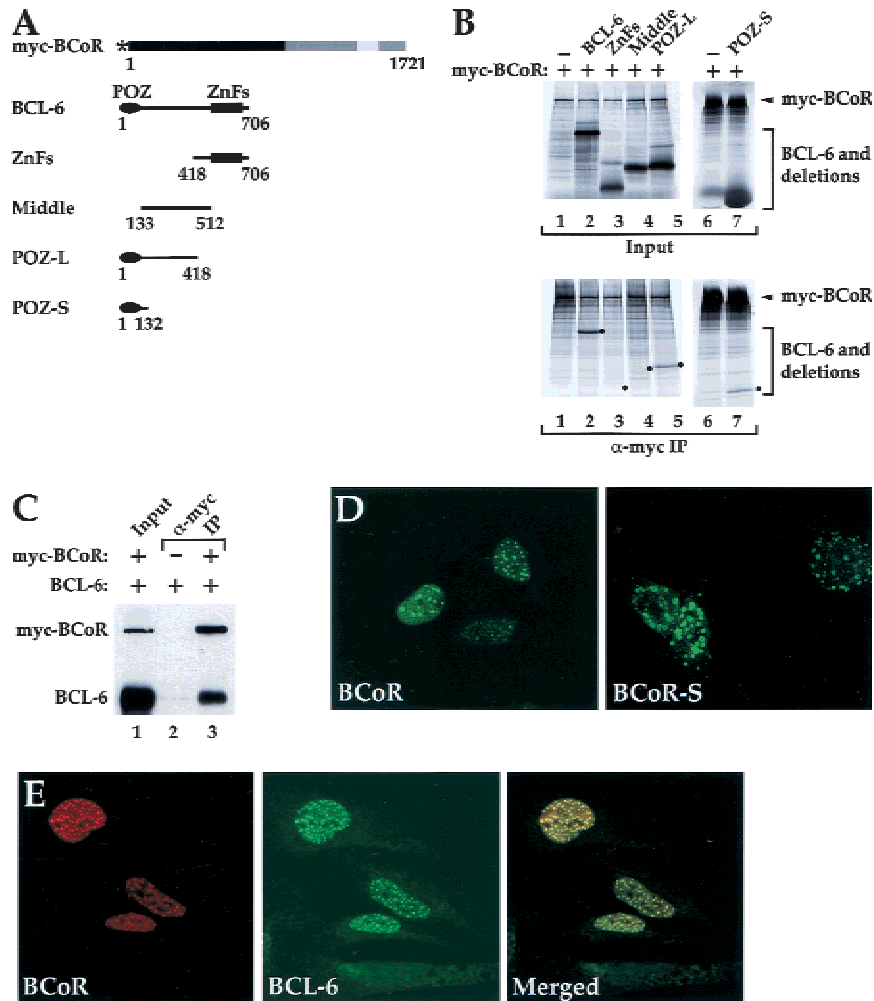 A
*
myc-BCoR
1 1721
POZ ZnFs
BCL-6
1 706
ZnFs
418 706
Middle
133 512
POZ-L
1 418
POZ-S
1 132
B
– BCL-6 ZnFs Middle POZ-L – POZ-S
myc-BCoR: + + + + + + +
myc-BCoR
BCL-6 and
deletions
1 2 3 4 5 6 7
Input
myc-BCoR
BCL-6 and
deletions
1 2 3 4 5 6 7
α-myc IP
C
Input α-myc IP
myc-BCoR: + – +
BCL-6: + + +
myc-BCoR
BCL-6
1 2 3
D
BCoR
BCoR-S
E
BCoR
BCL-6
Merged